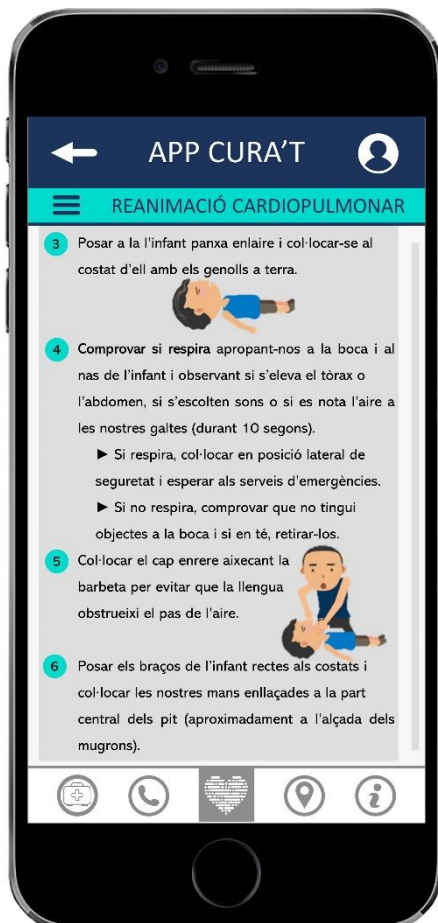 APP CURA'T
REANIMACIÓ CARDIOPULMONAR
3 Posar a la l'infant panxa enlaire i col·locar-se al
costat d'ell amb els genolls a terra.
4 Comprovar si respira apropant-nos a la boca i al
nas de l'infant i observant si s'eleva el tòrax o
l'abdomen, si s'escolten sons o si es nota l'aire a
les nostres galtes (durant 10 segons).
► Si respira, col·locar en posició lateral de
seguretat i esperar als serveis d'emergències.
► Si no respira, comprovar que no tingui
objectes a la boca i si en té, retirar-los.
5 Col·locar el cap enrere aixecant la
barbeta per evitar que la llengua
obstrueixi el pas de l'aire.
6 Posar els braços de l'infant rectes als costats i
col·locar les nostres mans enllaçades a la part
central dels pit (aproximadament a l'alçada dels
mugrons).